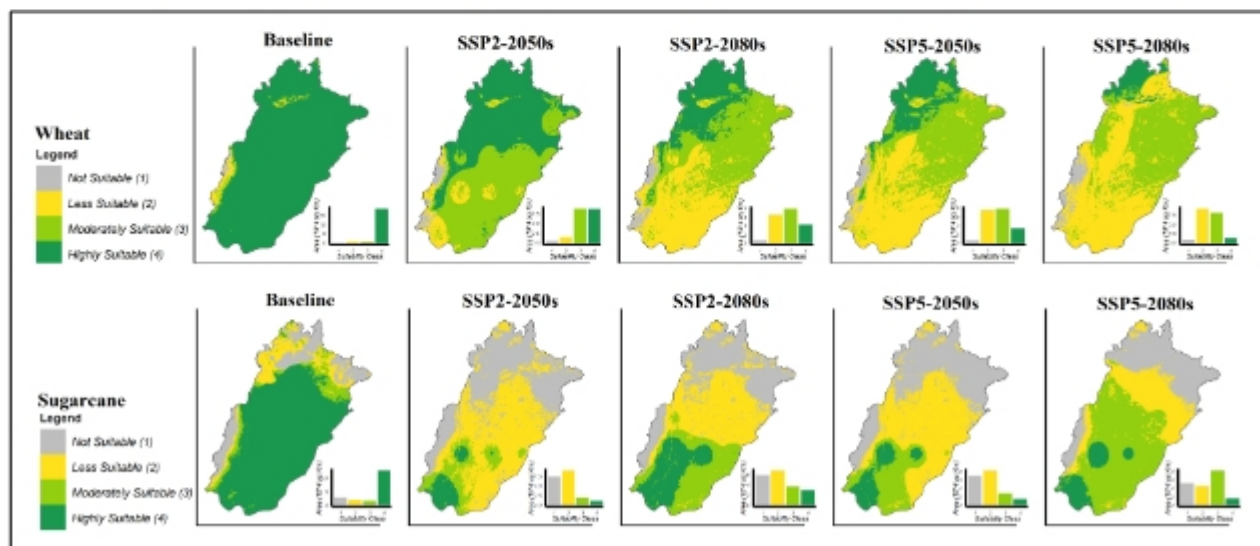 Baseline
SSP2-2050s
SSP2-2080s
SSP5-2050s
SSP5-2080s
Wheat
Legend
Not Suitable (1)
Less Suitable (2)
Moderately Suitable (3)
Highly Suitable (4)
Suitability Class
Suitability Class
Suitability Class
Suitability Class
Suitability Class
Baseline
SSP2-2050s
SSP2-2080s
SSP5-2050s
SSP5-2080s
Sugarcane
Legend
Not Suitable (1)
Less Suitable (2)
Moderately Suitable (3)
Highly Suitable (4)
Suitability Class
Suitability Class
Suitability Class
Suitability Class
Suitability Class